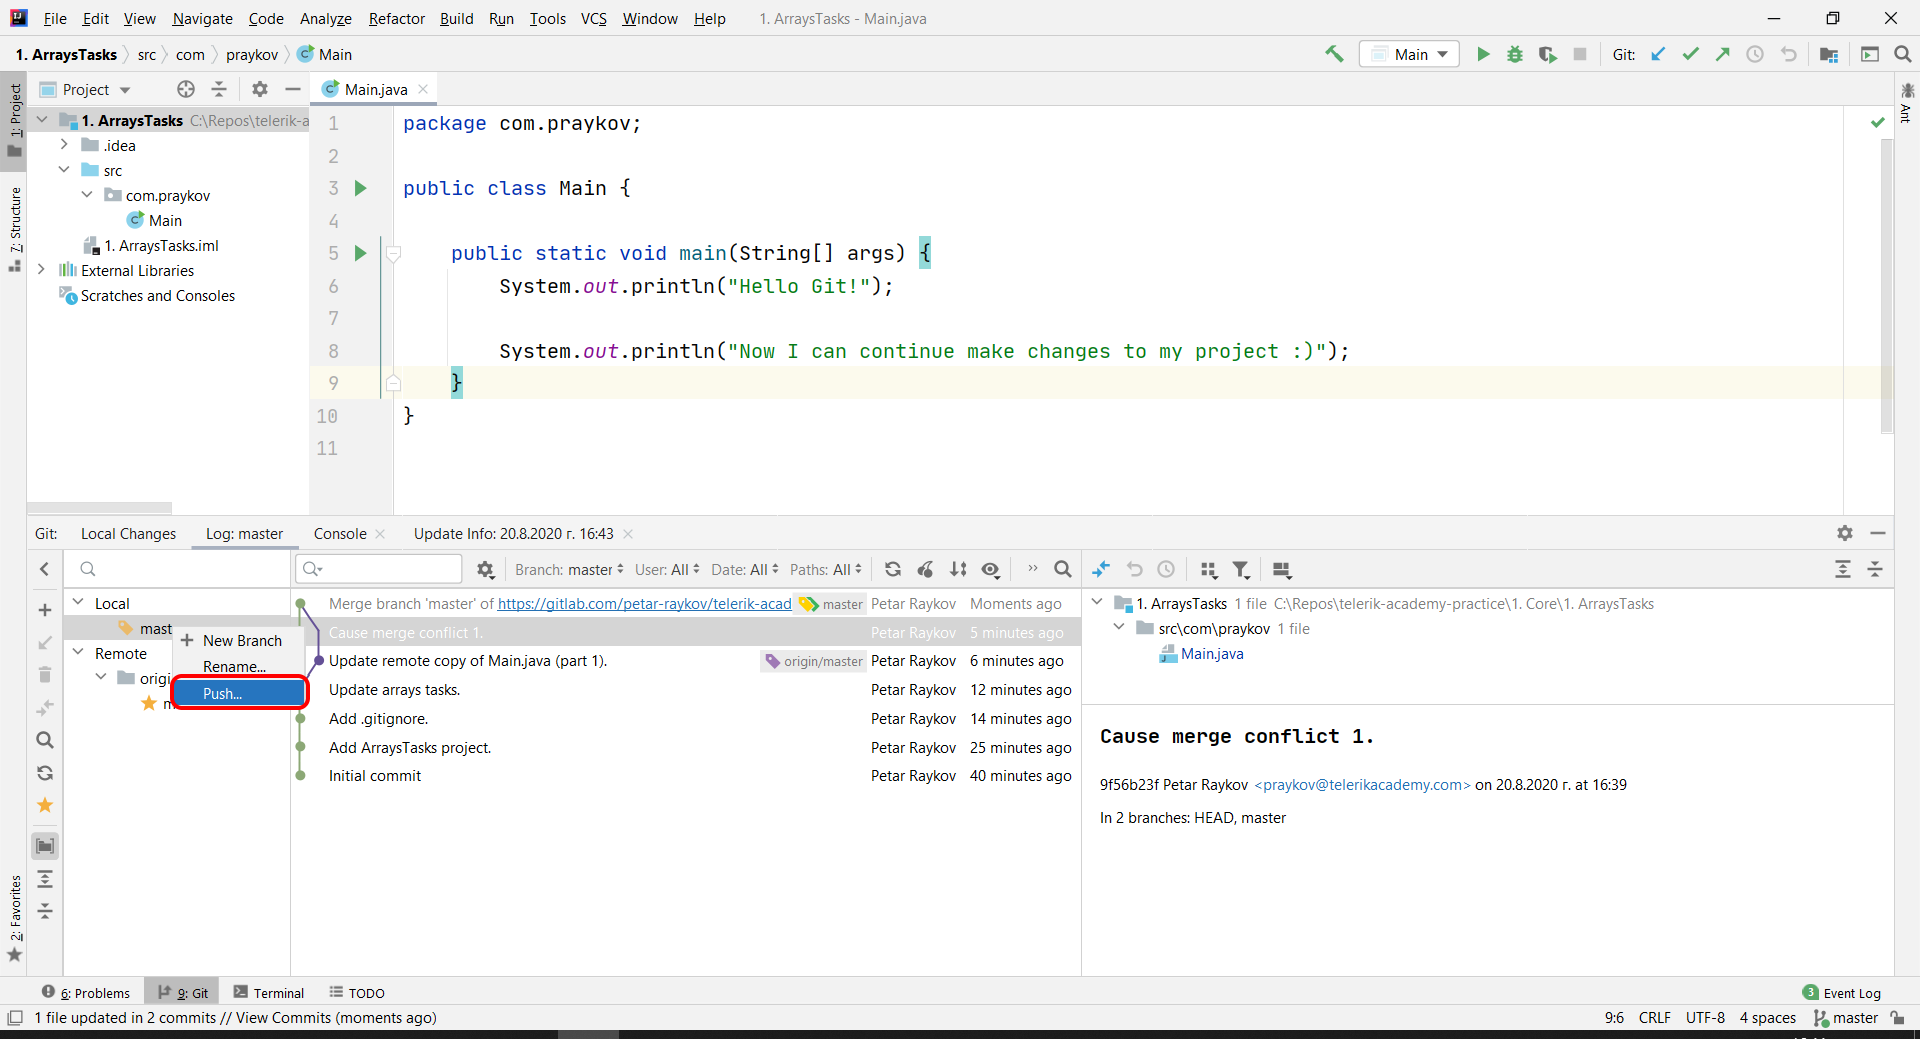 File Edit View Navigate Code Analyze Refactor Build Run Tools VCS Window Help 1. ArraysTasks - Main.java
1. ArraysTasks src com praykov Main
Main Git:
1: Project
7: Structure
2: Favorites
Ant
Project
Main.java
1. ArraysTasks C:\Repos\telerik-a
.idea
src
com.praykov
Main
1. ArraysTasks.iml
External Libraries
Scratches and Consoles
1 package com.praykov;
2
3 public class Main {
4
5 public static void main(String[] args) {
6 System.out.println("Hello Git!");
7
8 System.out.println("Now I can continue make changes to my project :)");
9 }
10 }
11
Git: Local Changes Log: master Console Update Info: 20.8.2020 г. 16:43
Branch: master User: All Date: All Paths: All
Local
mast
Remote
origi
m
New Branch
Rename...
Push...
Merge branch 'master' of https://gitlab.com/petar-raykov/telerik-acad master Petar Raykov Moments ago
Cause merge conflict 1. Petar Raykov 5 minutes ago
Update remote copy of Main.java (part 1). origin/master Petar Raykov 6 minutes ago
Update arrays tasks. Petar Raykov 12 minutes ago
Add .gitignore. Petar Raykov 14 minutes ago
Add ArraysTasks project. Petar Raykov 25 minutes ago
Initial commit Petar Raykov 40 minutes ago
1. ArraysTasks 1 file C:\Repos\telerik-academy-practice\1. Core\1. ArraysTasks
src\com\praykov 1 file
Main.java
Cause merge conflict 1.
9f56b23f Petar Raykov <praykov@telerikacademy.com> on 20.8.2020 г. at 16:39
In 2 branches: HEAD, master
6: Problems 9: Git Terminal TODO 3 Event Log
1 file updated in 2 commits // View Commits (moments ago) 9:6 CRLF UTF-8 4 spaces master